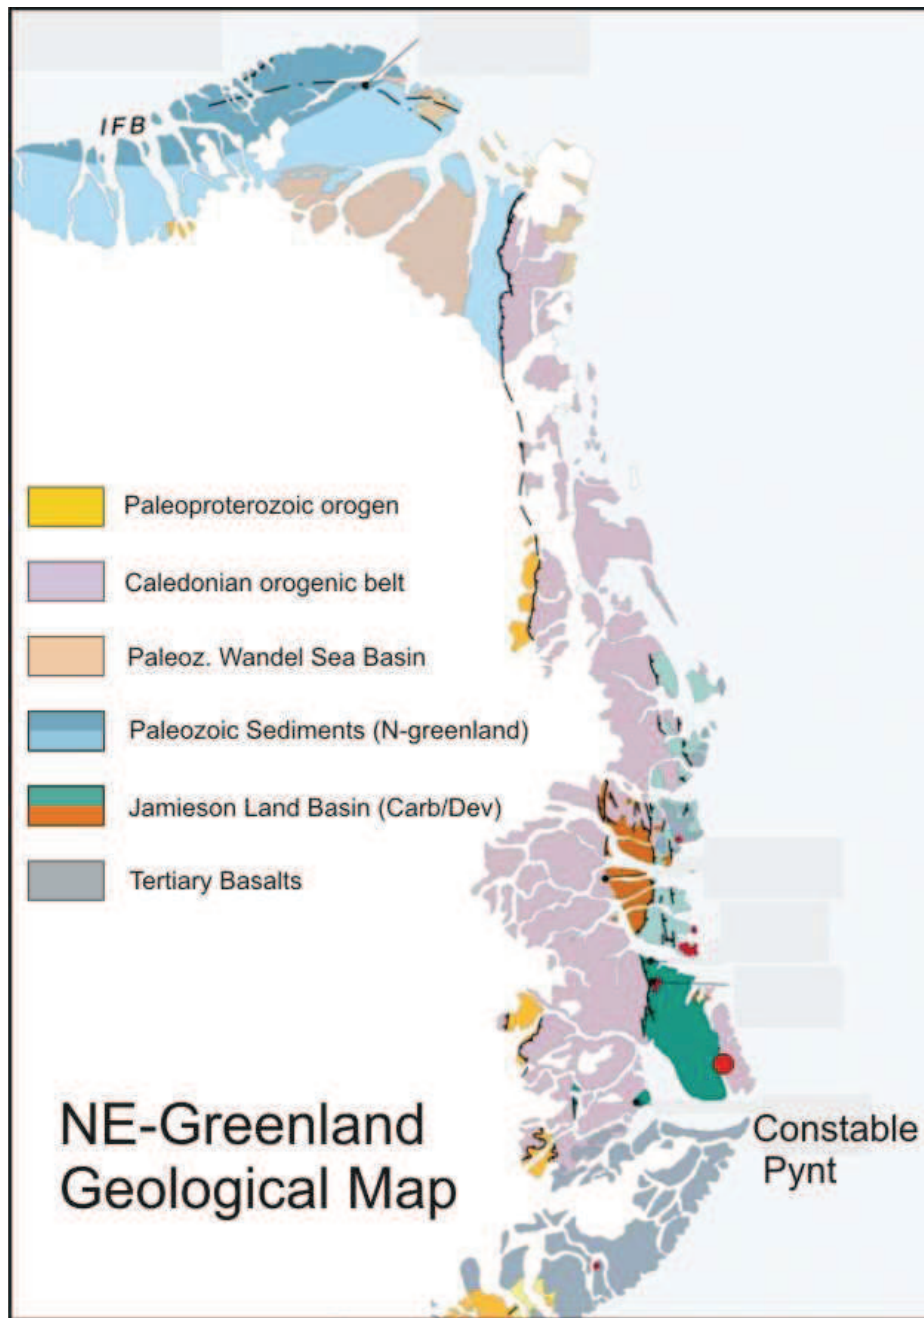 IFB
Paleoproterozoic orogen
Caledonian orogenic belt
Paleoz. Wandel Sea Basin
Paleozoic Sediments (N-greenland)
Jamieson Land Basin (Carb/Dev)
Tertiary Basalts
NE-Greenland
Geological Map
Constable
Pynt